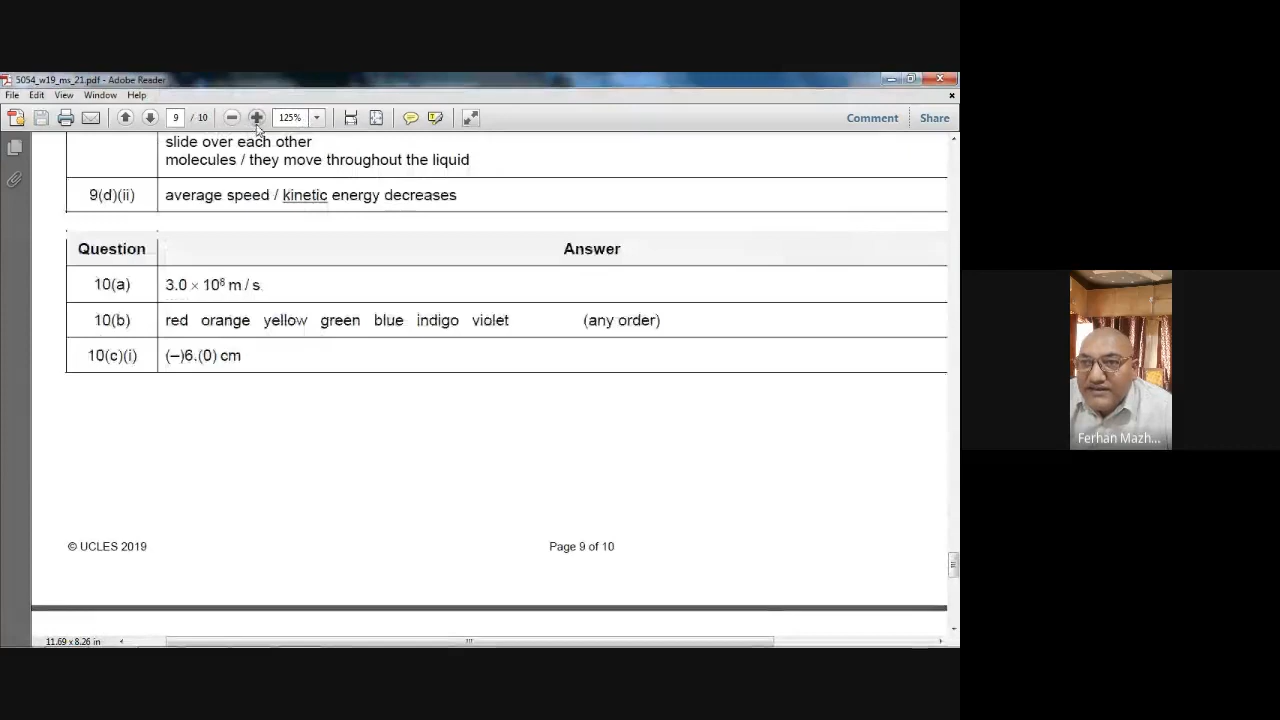 5054_w19_ms_21.pdf - Adobe Reader
File Edit View Window Help
9 / 10 125% Comment Share
slide over each other
molecules / they move throughout the liquid
9(d)(ii) average speed / kinetic energy decreases
Question Answer
10(a) 3.0 × 10⁸ m / s
10(b) red orange yellow green blue indigo violet (any order)
10(c)(i) (–)6.(0) cm
© UCLES 2019 Page 9 of 10
11.69 x 8.26 in
Ferhan Mazh...